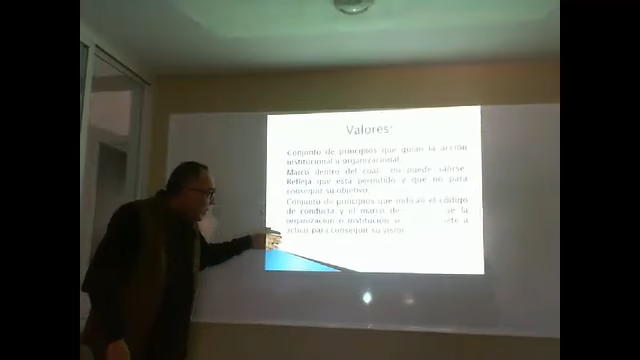 Valores:
Conjunto de principios que guían la acción
institucional u organizacional.
Marco dentro del cual no puede salirse.
Refleja que está permitido y que no para
conseguir su objetivo.
Conjunto de principios que indican el código
de conducta y el marco de se la
organización o institución
actuar para conseguir su visión